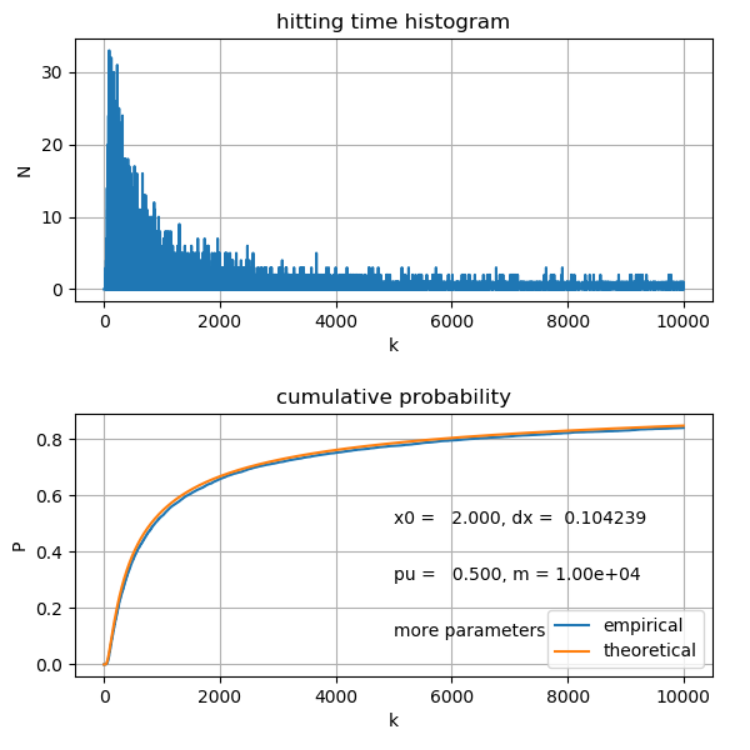 hitting time histogram
30
20
10
0
N
0 2000 4000 6000 8000 10000
k
cumulative probability
0.8
0.6
0.4
0.2
0.0
P
x0 = 2.000, dx = 0.104239
pu = 0.500, m = 1.00e+04
more parameters
empirical
theoretical
0 2000 4000 6000 8000 10000
k